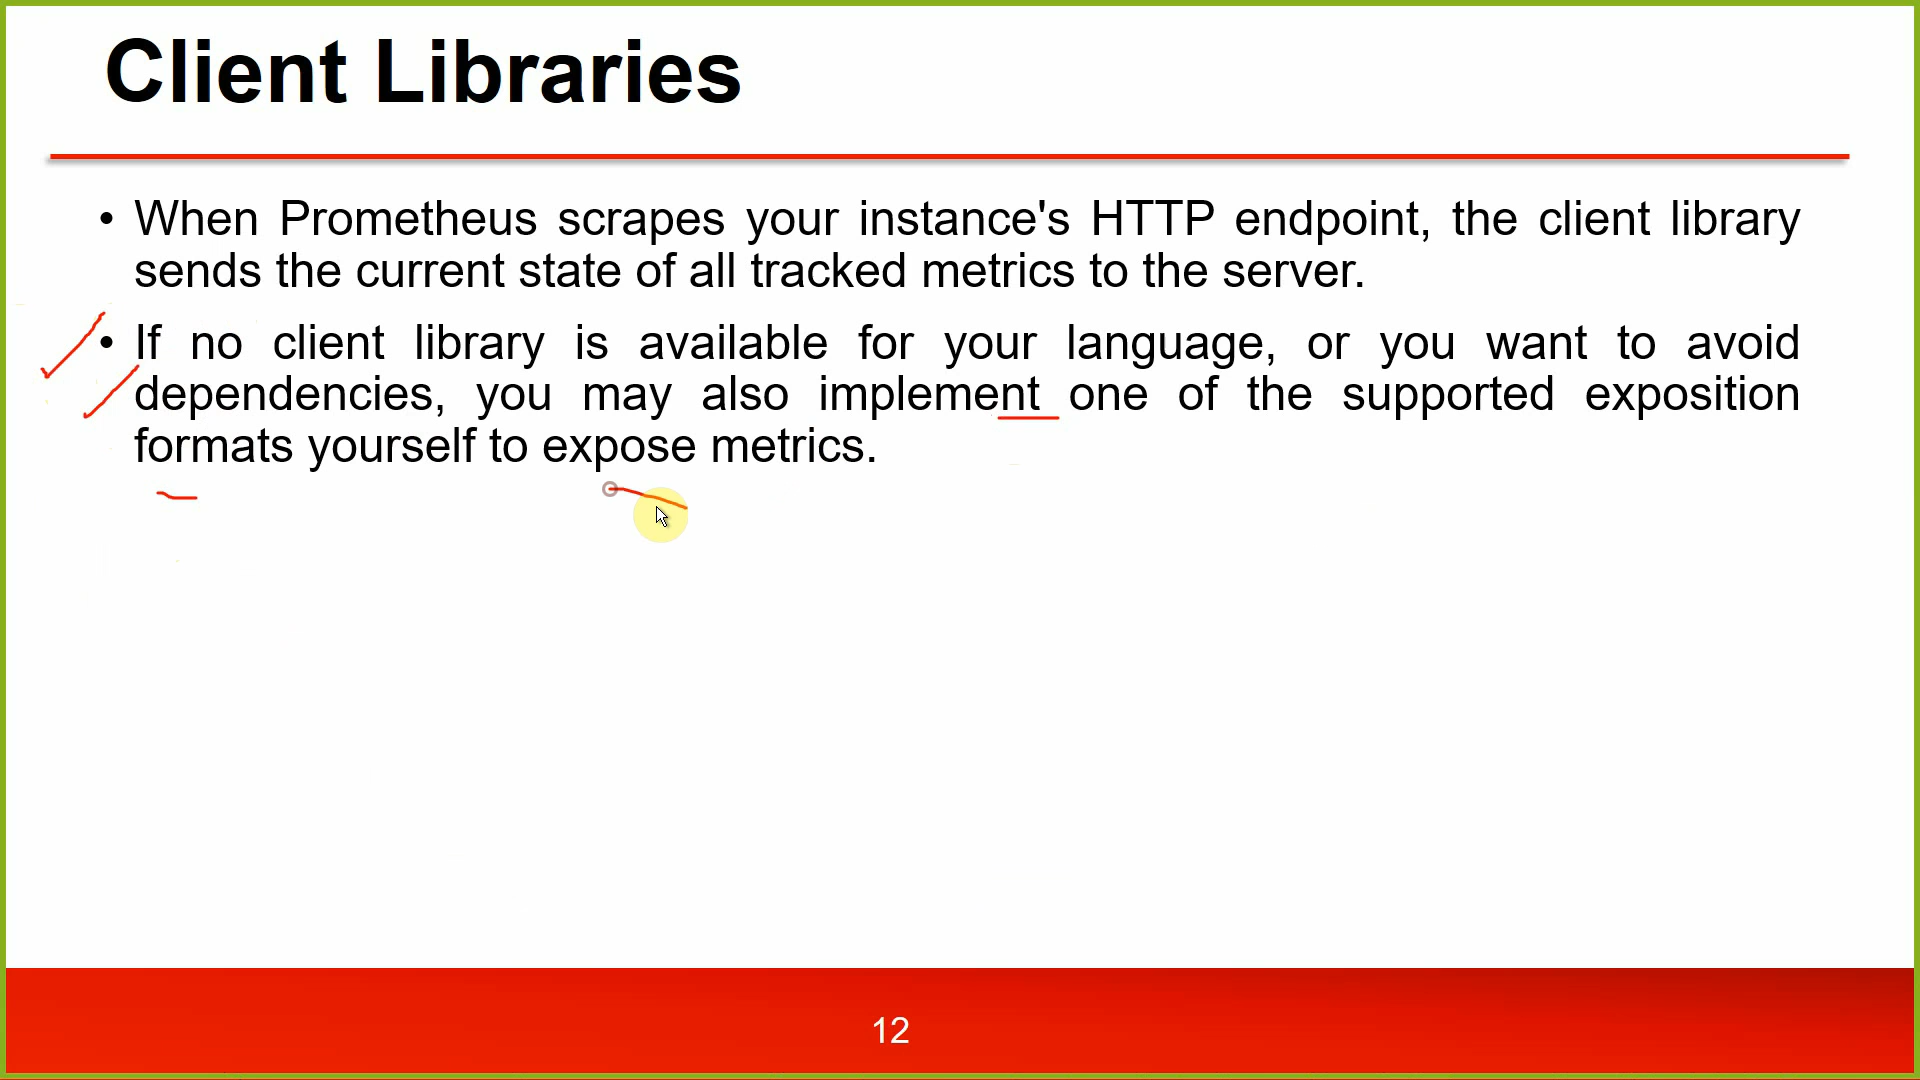 Client Libraries
• When Prometheus scrapes your instance's HTTP endpoint, the client library
sends the current state of all tracked metrics to the server.
• If no client library is available for your language, or you want to avoid
dependencies, you may also implement one of the supported exposition
formats yourself to expose metrics.
12